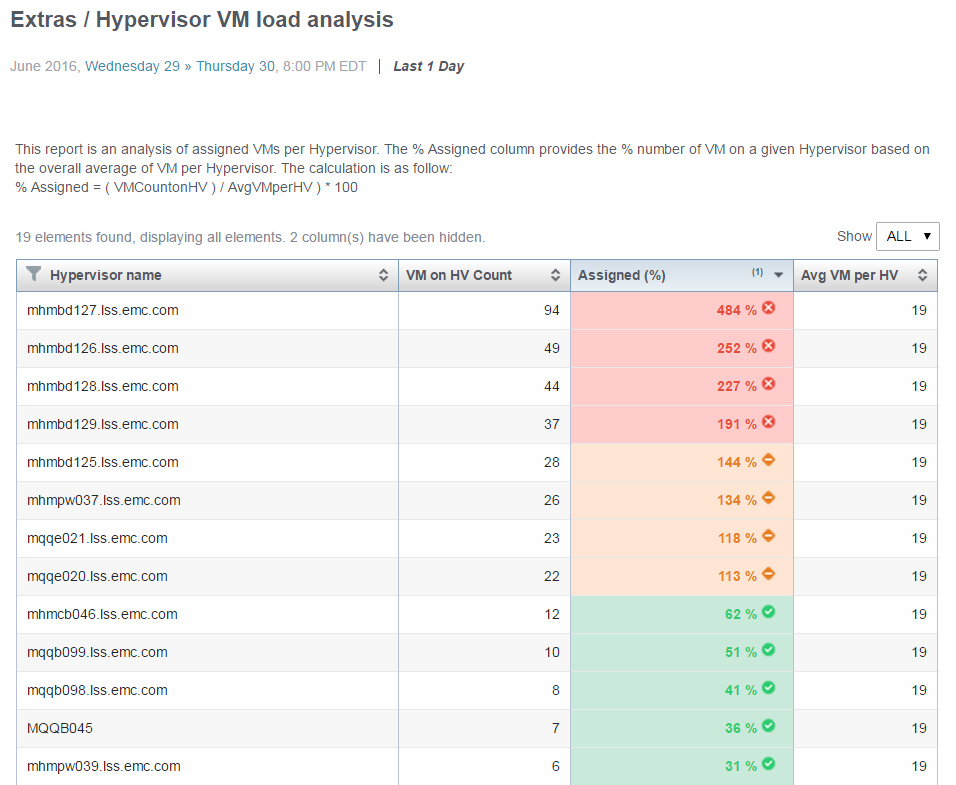 Extras / Hypervisor VM load analysis
June 2016, Wednesday 29 » Thursday 30, 8:00 PM EDT | Last 1 Day
This report is an analysis of assigned VMs per Hypervisor. The % Assigned column provides the % number of VM on a given Hypervisor based on
the overall average of VM per Hypervisor. The calculation is as follow:
% Assigned = ( VMCountonHV ) / AvgVMperHV ) * 100
19 elements found, displaying all elements. 2 column(s) have been hidden.
Show ALL
Hypervisor name VM on HV Count Assigned (%) (1) Avg VM per HV
mhmbd127.lss.emc.com 94 484 % 19
mhmbd126.lss.emc.com 49 252 % 19
mhmbd128.lss.emc.com 44 227 % 19
mhmbd129.lss.emc.com 37 191 % 19
mhmbd125.lss.emc.com 28 144 % 19
mhmpw037.lss.emc.com 26 134 % 19
mqqe021.lss.emc.com 23 118 % 19
mqqe020.lss.emc.com 22 113 % 19
mhmcb046.lss.emc.com 12 62 % 19
mqqb099.lss.emc.com 10 51 % 19
mqqb098.lss.emc.com 8 41 % 19
MQQB045 7 36 % 19
mhmpw039.lss.emc.com 6 31 % 19